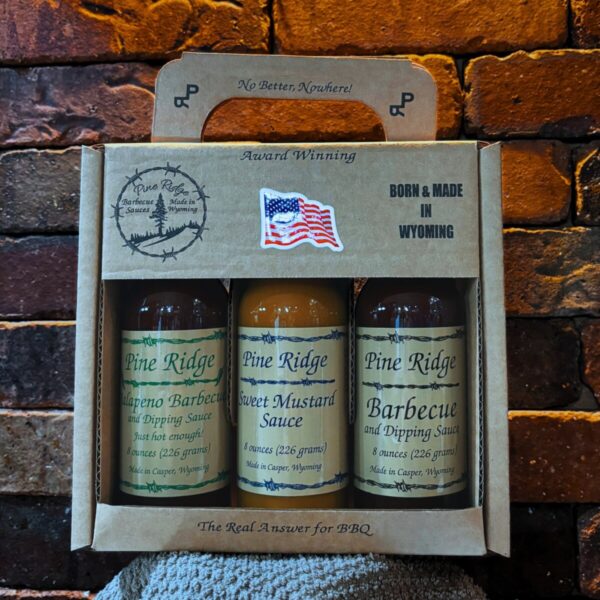 No Better, Nowhere!
RP
RP
Award Winning
Pine Ridge
Barbecue Made in
Sauces Wyoming
BORN & MADE
IN
WYOMING
Pine Ridge
Jalapeno Barbecue
and Dipping Sauce
Just hot enough!
8 ounces (226 grams)
Made in Casper, Wyoming
Pine Ridge
Sweet Mustard
Sauce
8 ounces (226 grams)
Made in Casper, Wyoming
Pine Ridge
Barbecue
and Dipping Sauce
8 ounces (226 grams)
Made in Casper, Wyoming
The Real Answer for BBQ